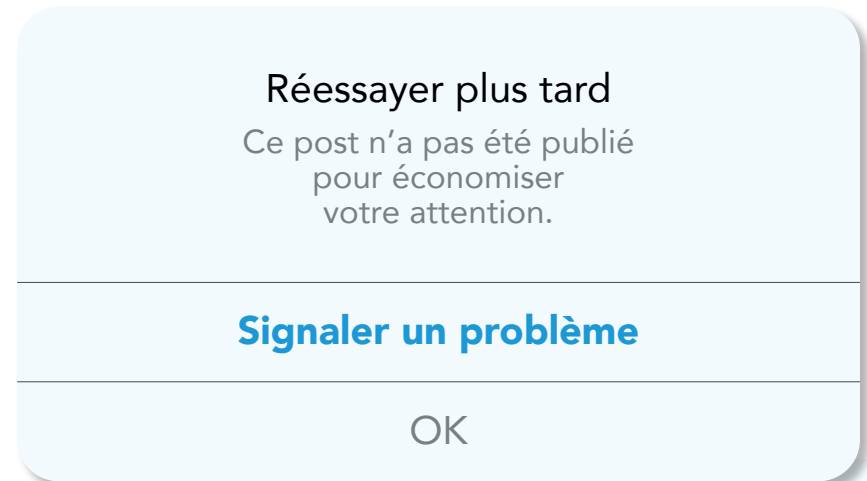 Réessayer plus tard
Ce post n’a pas été publié
pour économiser
votre attention.
Signaler un problème
OK